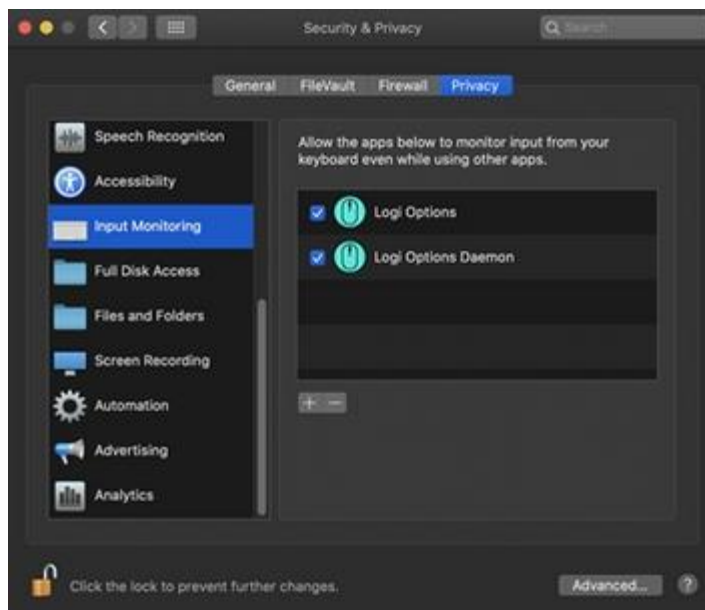 Security & Privacy
Search
General FileVault Firewall Privacy
Speech Recognition
Accessibility
Input Monitoring
Full Disk Access
Files and Folders
Screen Recording
Automation
Advertising
Analytics
Allow the apps below to monitor input from your
keyboard even while using other apps.
Logi Options
Logi Options Daemon
+ −
Click the lock to prevent further changes.
Advanced...
?